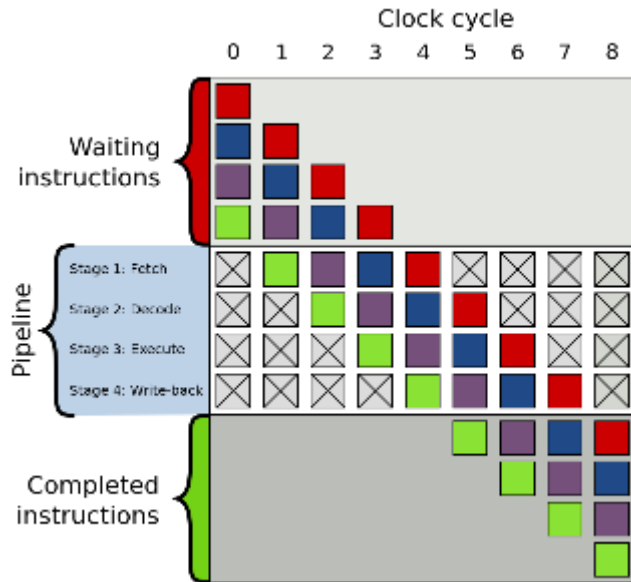 Clock cycle
0 1 2 3 4 5 6 7 8
Waiting
instructions
Pipeline
Stage 1: Fetch
Stage 2: Decode
Stage 3: Execute
Stage 4: Write-back
Completed
instructions